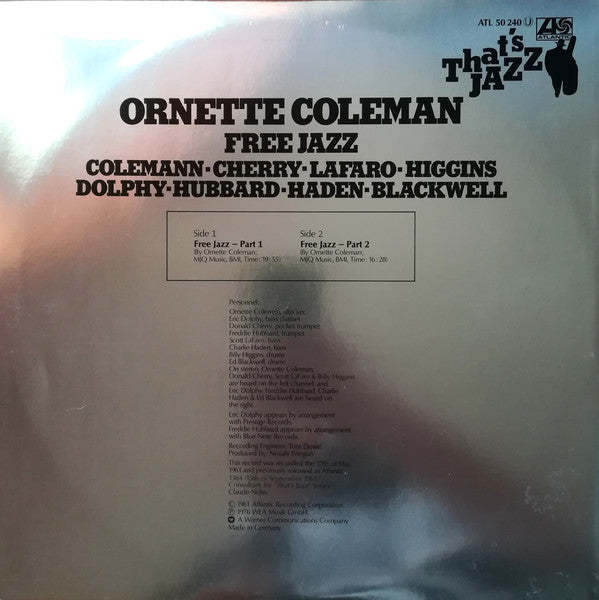 ATL 50 240 Ⓤ
ATLANTIC
That's
JAZZ
ORNETTE COLEMAN
FREE JAZZ
COLEMANN·CHERRY·LAFARO·HIGGINS
DOLPHY·HUBBARD·HADEN·BLACKWELL
Side 1
Free Jazz – Part 1
(By Ornette Coleman;
MJQ Music, BMI, Time: 19:55)
Side 2
Free Jazz – Part 2
(By Ornette Coleman;
MJQ Music, BMI, Time: 16:28)
Personnel:
Ornette Coleman, alto sax
Eric Dolphy, bass clarinet
Donald Cherry, pocket trumpet
Freddie Hubbard, trumpet
Scott LaFaro, bass
Charlie Haden, bass
Billy Higgins, drums
Ed Blackwell, drums
On stereo, Ornette Coleman,
Donald Cherry, Scott LaFaro & Billy Higgins
are heard on the left channel, and
Eric Dolphy, Freddie Hubbard, Charlie
Haden & Ed Blackwell are heard on
the right.
Eric Dolphy appears by arrangement
with Prestige Records
Freddie Hubbard appears by arrangement
with Blue Note Records
Recording Engineer: Tom Dowd
Produced by: Nesuhi Ertegun
This record was recorded the 17th of May
1961 and previously released as Atlantic
1364 (15th of September 1961)
Consultant for "That's Jazz" Series:
Claude Nobs
© 1961 Atlantic Recording Corporation
℗ 1976 WEA Musik GmbH
A Warner Communications Company
Made in Germany